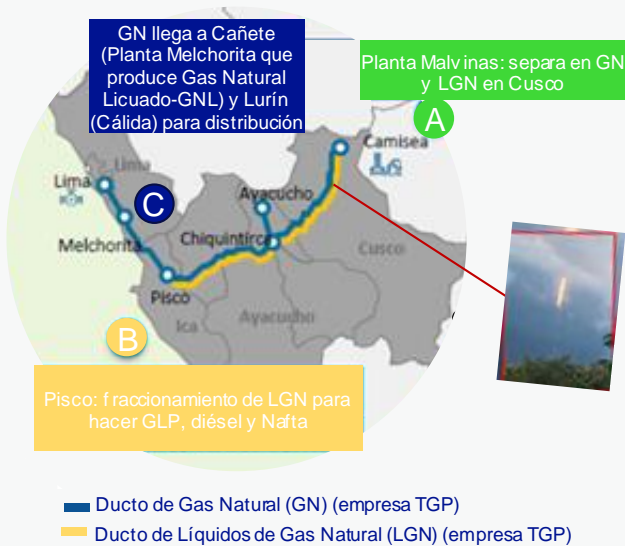 GN llega a Cañete
(Planta Melchorita que
produce Gas Natural
Licuado-GNL) y Lurín
(Cálida) para distribución
Planta Malvinas: separa en GN
y LGN en Cusco
A
Camisea
Lima
Lima
C
Ayacucho
Melchorita
Chiquintirca
Cusco
Pisco
Ica
Ayacucho
B
Pisco: fraccionamiento de LGN para
hacer GLP, diésel y Nafta
Ducto de Gas Natural (GN) (empresa TGP)
Ducto de Líquidos de Gas Natural (LGN) (empresa TGP)